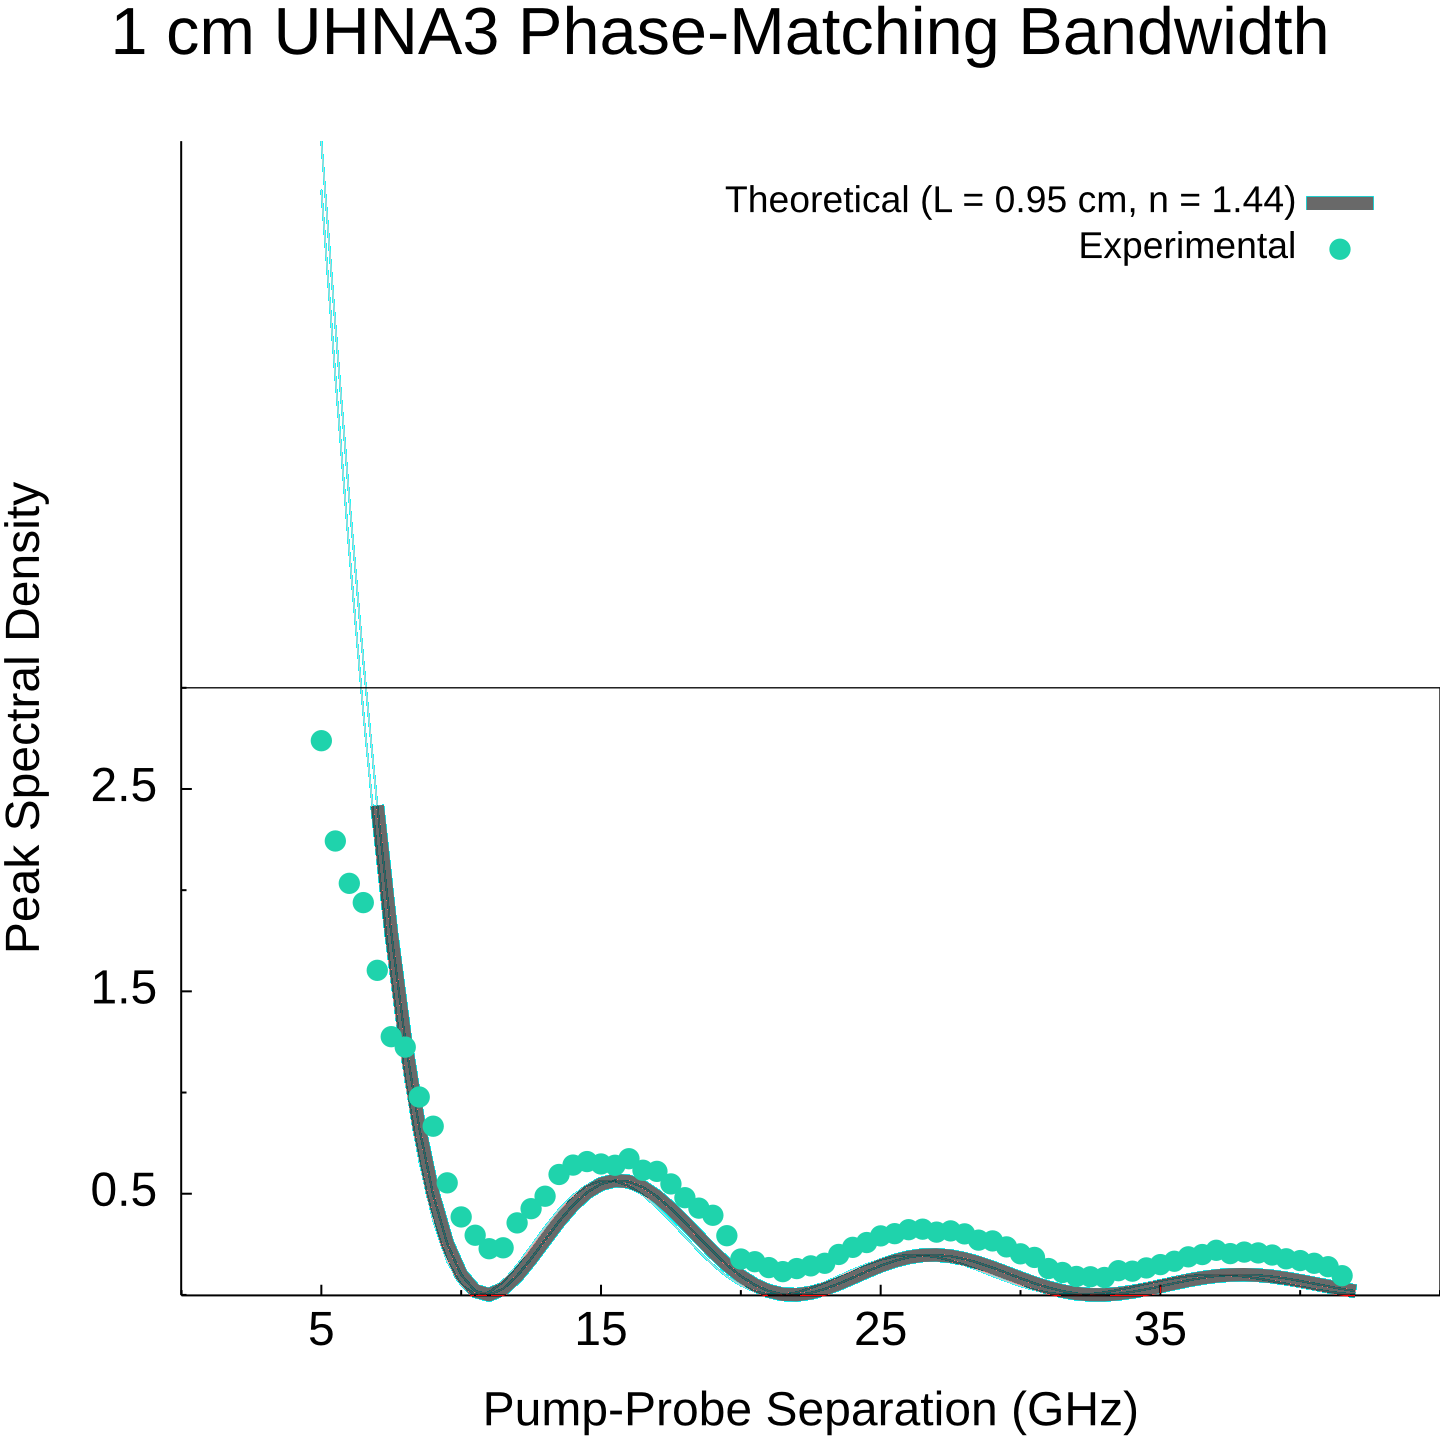 1 cm UHNA3 Phase-Matching Bandwidth
Theoretical (L = 0.95 cm, n = 1.44)
Experimental
Peak Spectral Density
2.5
1.5
0.5
5 15 25 35
Pump-Probe Separation (GHz)